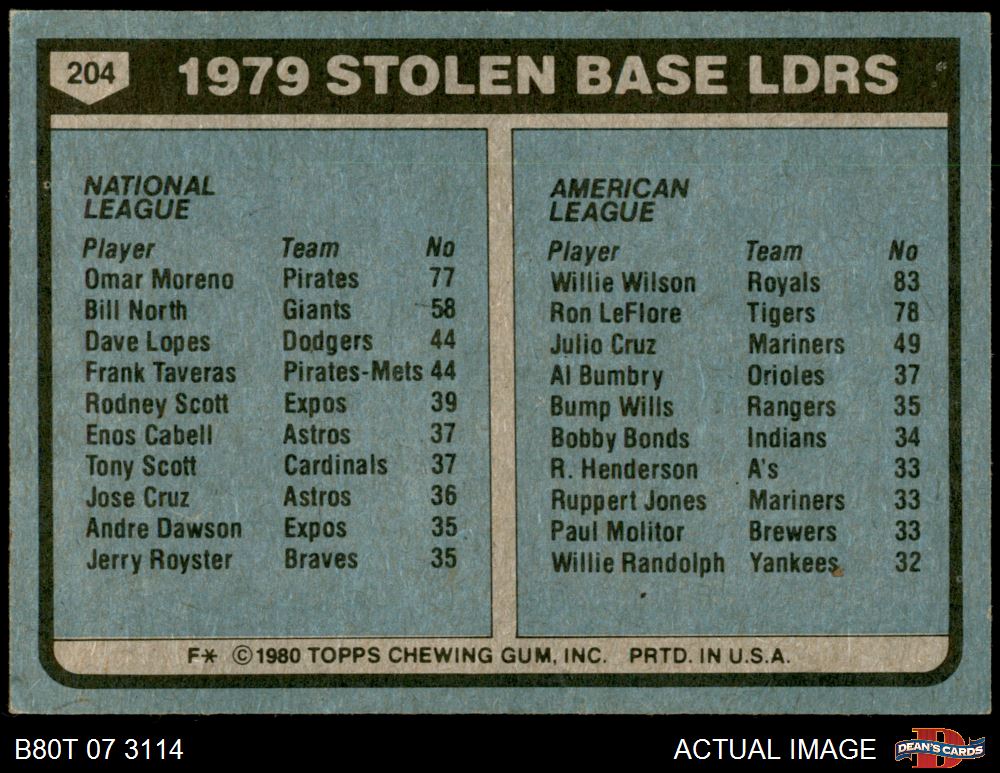 204 1979 STOLEN BASE LDRS
NATIONAL
LEAGUE
Player Team No
Omar Moreno Pirates 77
Bill North Giants 58
Dave Lopes Dodgers 44
Frank Taveras Pirates-Mets 44
Rodney Scott Expos 39
Enos Cabell Astros 37
Tony Scott Cardinals 37
Jose Cruz Astros 36
Andre Dawson Expos 35
Jerry Royster Braves 35
AMERICAN
LEAGUE
Player Team No
Willie Wilson Royals 83
Ron LeFlore Tigers 78
Julio Cruz Mariners 49
Al Bumbry Orioles 37
Bump Wills Rangers 35
Bobby Bonds Indians 34
R. Henderson A's 33
Ruppert Jones Mariners 33
Paul Molitor Brewers 33
Willie Randolph Yankees 32
F* © 1980 TOPPS CHEWING GUM, INC. PRTD. IN U.S.A.
B80T 07 3114 ACTUAL IMAGE D DEAN'S CARDS